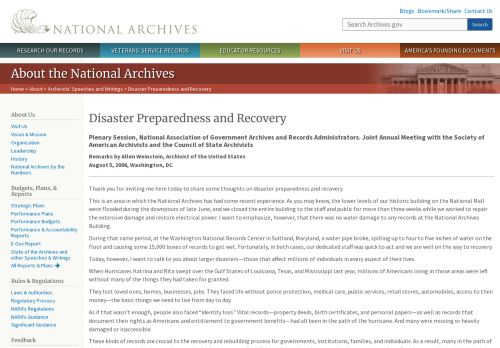 NATIONAL ARCHIVES
Blogs · Bookmark/Share · Contact Us
Search Archives.gov
Search
RESEARCH OUR RECORDS
VETERANS' SERVICE RECORDS
EDUCATOR RESOURCES
VISIT US
AMERICA'S FOUNDING DOCUMENTS
About the National Archives
Home > About > Archivists' Speeches and Writings > Disaster Preparedness and Recovery
About Us
Visit Us
Vision & Mission
Organization
Leadership
History
National Archives by the
Numbers
Budgets, Plans, &
Reports
Strategic Plans
Performance Plans
Performance Budgets
Performance & Accountability
Reports
E-Gov Report
State of the Archives and
other Speeches & Writings
All Reports & Plans
Rules & Regulations
Laws & Authorities
Regulatory Process
NARA's Regulations
NARA's Guidance
Significant Guidance
Feedback
Disaster Preparedness and Recovery
Plenary Session, National Association of Government Archives and Records Administrators. Joint Annual Meeting with the Society of
American Archivists and the Council of State Archivists
Remarks by Allen Weinstein, Archivist of the United States
August 5, 2006, Washington, DC
Thank you for inviting me here today to share some thoughts on disaster preparedness and recovery.
This is an area in which the National Archives has had some recent experience. As you may know, the lower levels of our historic building on the National Mall
were flooded during the downpours of late June, and we closed the entire building to the staff and public for more than three weeks while we worked to repair
the extensive damage and restore electrical power. I want to emphasize, however, that there was no water damage to any records at the National Archives
Building.
During that same period, at the Washington National Records Center in Suitland, Maryland, a water pipe broke, spilling up to four to five inches of water on the
floor and causing some 15,000 boxes of records to get wet. Fortunately, in both cases, our dedicated staff was quick to act and we are well on the way to recovery.
Today, however, I want to talk to you about larger disasters—those that affect millions of individuals in every aspect of their lives.
When Hurricanes Katrina and Rita swept over the Gulf States of Louisiana, Texas, and Mississippi last year, millions of Americans living in those areas were left
without many of the things they had taken for granted.
They lost loved ones, homes, businesses, jobs. They faced life without police protection, medical care, public services, retail stores, automobiles, access to their
money—the basic things we need to live from day to day.
As if that wasn't enough, people also faced "identity loss." Vital records—property deeds, birth certificates, and personal papers—as well as records that
document their rights as Americans and entitlement to government benefits—had all been in the path of the hurricane. And many were missing or heavily
damaged or inaccessible.
These kinds of records are crucial to the recovery and rebuilding process for governments, institutions, families, and individuals. As a result, many in the path of